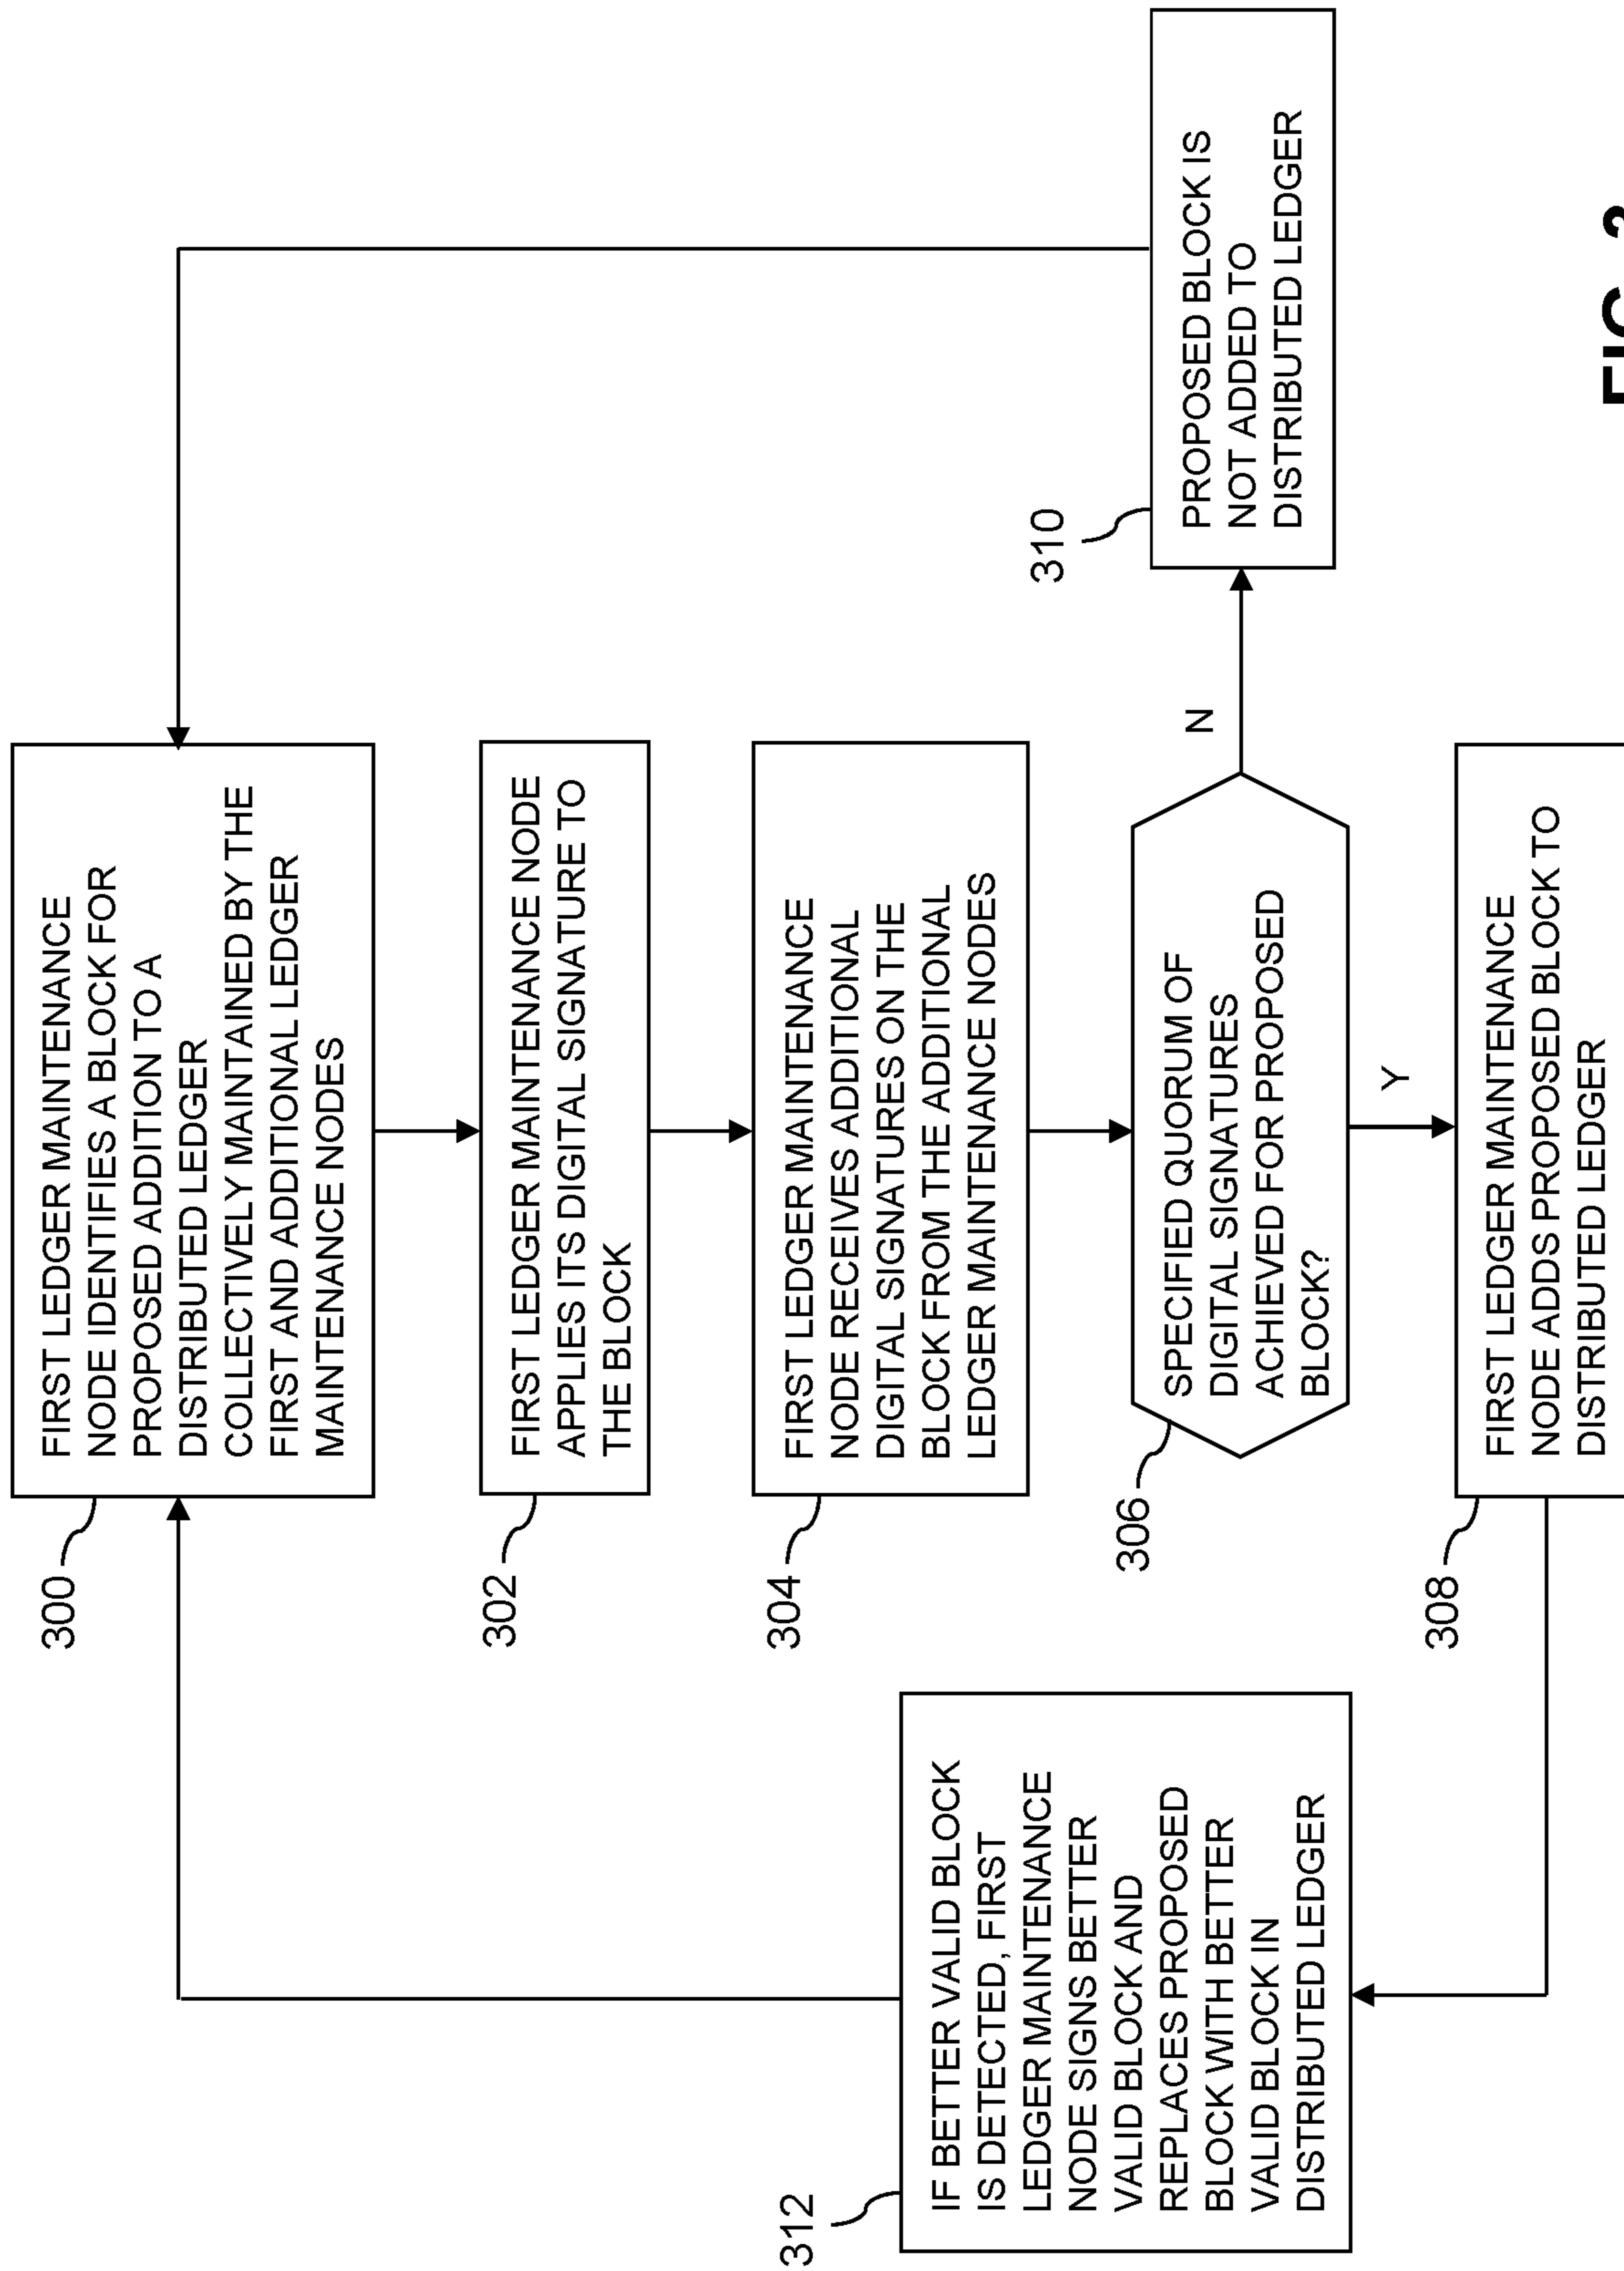 300
FIRST LEDGER MAINTENANCE
NODE IDENTIFIES A BLOCK FOR
PROPOSED ADDITION TO A
DISTRIBUTED LEDGER
COLLECTIVELY MAINTAINED BY THE
FIRST AND ADDITIONAL LEDGER
MAINTENANCE NODES
302
FIRST LEDGER MAINTENANCE NODE
APPLIES ITS DIGITAL SIGNATURE TO
THE BLOCK
304
FIRST LEDGER MAINTENANCE
NODE RECEIVES ADDITIONAL
DIGITAL SIGNATURES ON THE
BLOCK FROM THE ADDITIONAL
LEDGER MAINTENANCE NODES
306
SPECIFIED QUORUM OF
DIGITAL SIGNATURES
ACHIEVED FOR PROPOSED
BLOCK?
N
310
PROPOSED BLOCK IS
NOT ADDED TO
DISTRIBUTED LEDGER
Y
308
FIRST LEDGER MAINTENANCE
NODE ADDS PROPOSED BLOCK TO
DISTRIBUTED LEDGER
312
IF BETTER VALID BLOCK
IS DETECTED, FIRST
LEDGER MAINTENANCE
NODE SIGNS BETTER
VALID BLOCK AND
REPLACES PROPOSED
BLOCK WITH BETTER
VALID BLOCK IN
DISTRIBUTED LEDGER
FIG.